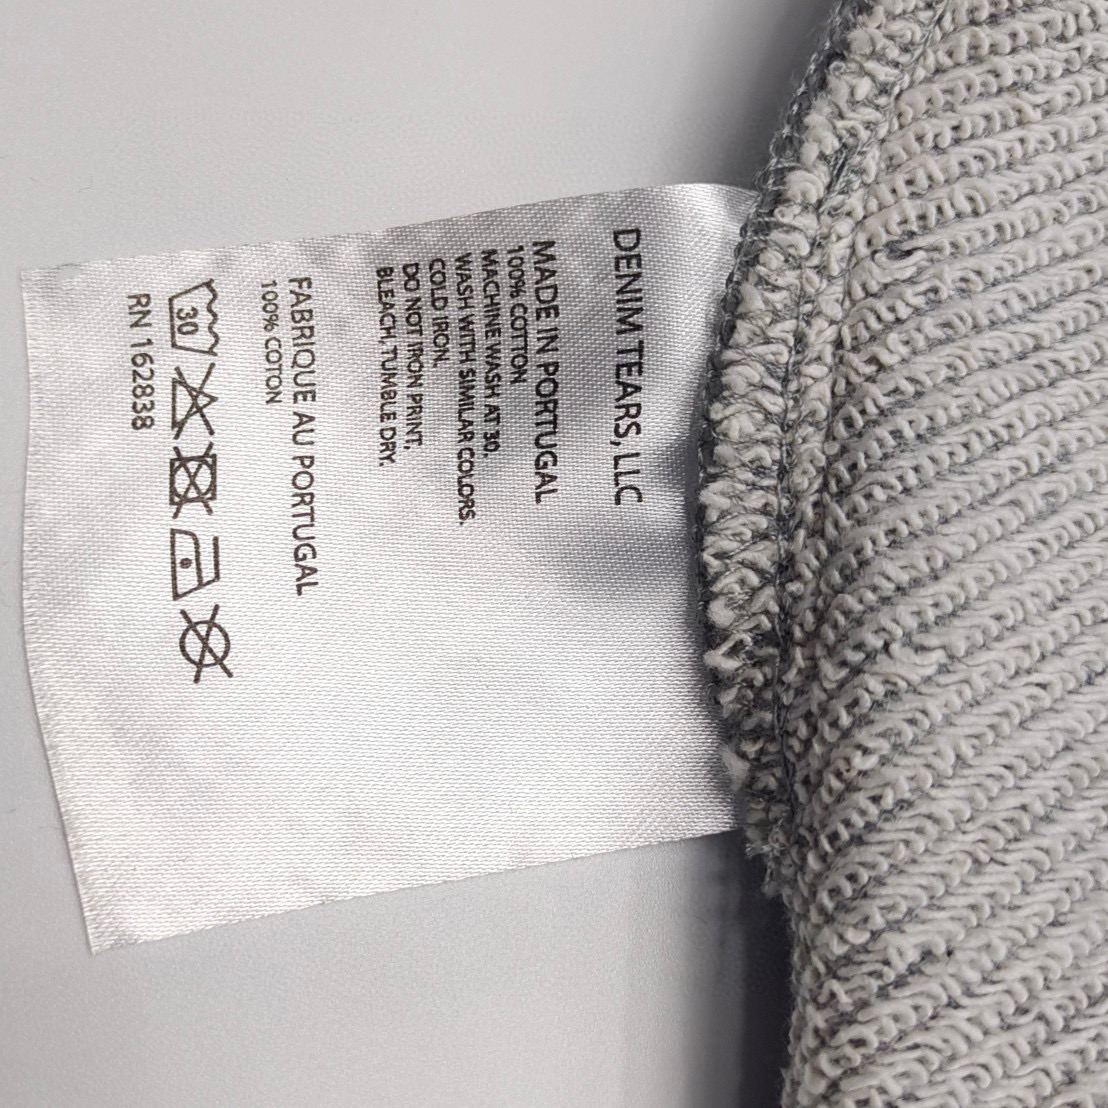 DENIM TEARS, LLC
MADE IN PORTUGAL
100% COTTON
MACHINE WASH AT 30.
WASH WITH SIMILAR COLORS.
COLD IRON.
DO NOT IRON PRINT,
BLEACH, TUMBLE DRY.
FABRIQUE AU PORTUGAL
100% COTON
30
RN 162838